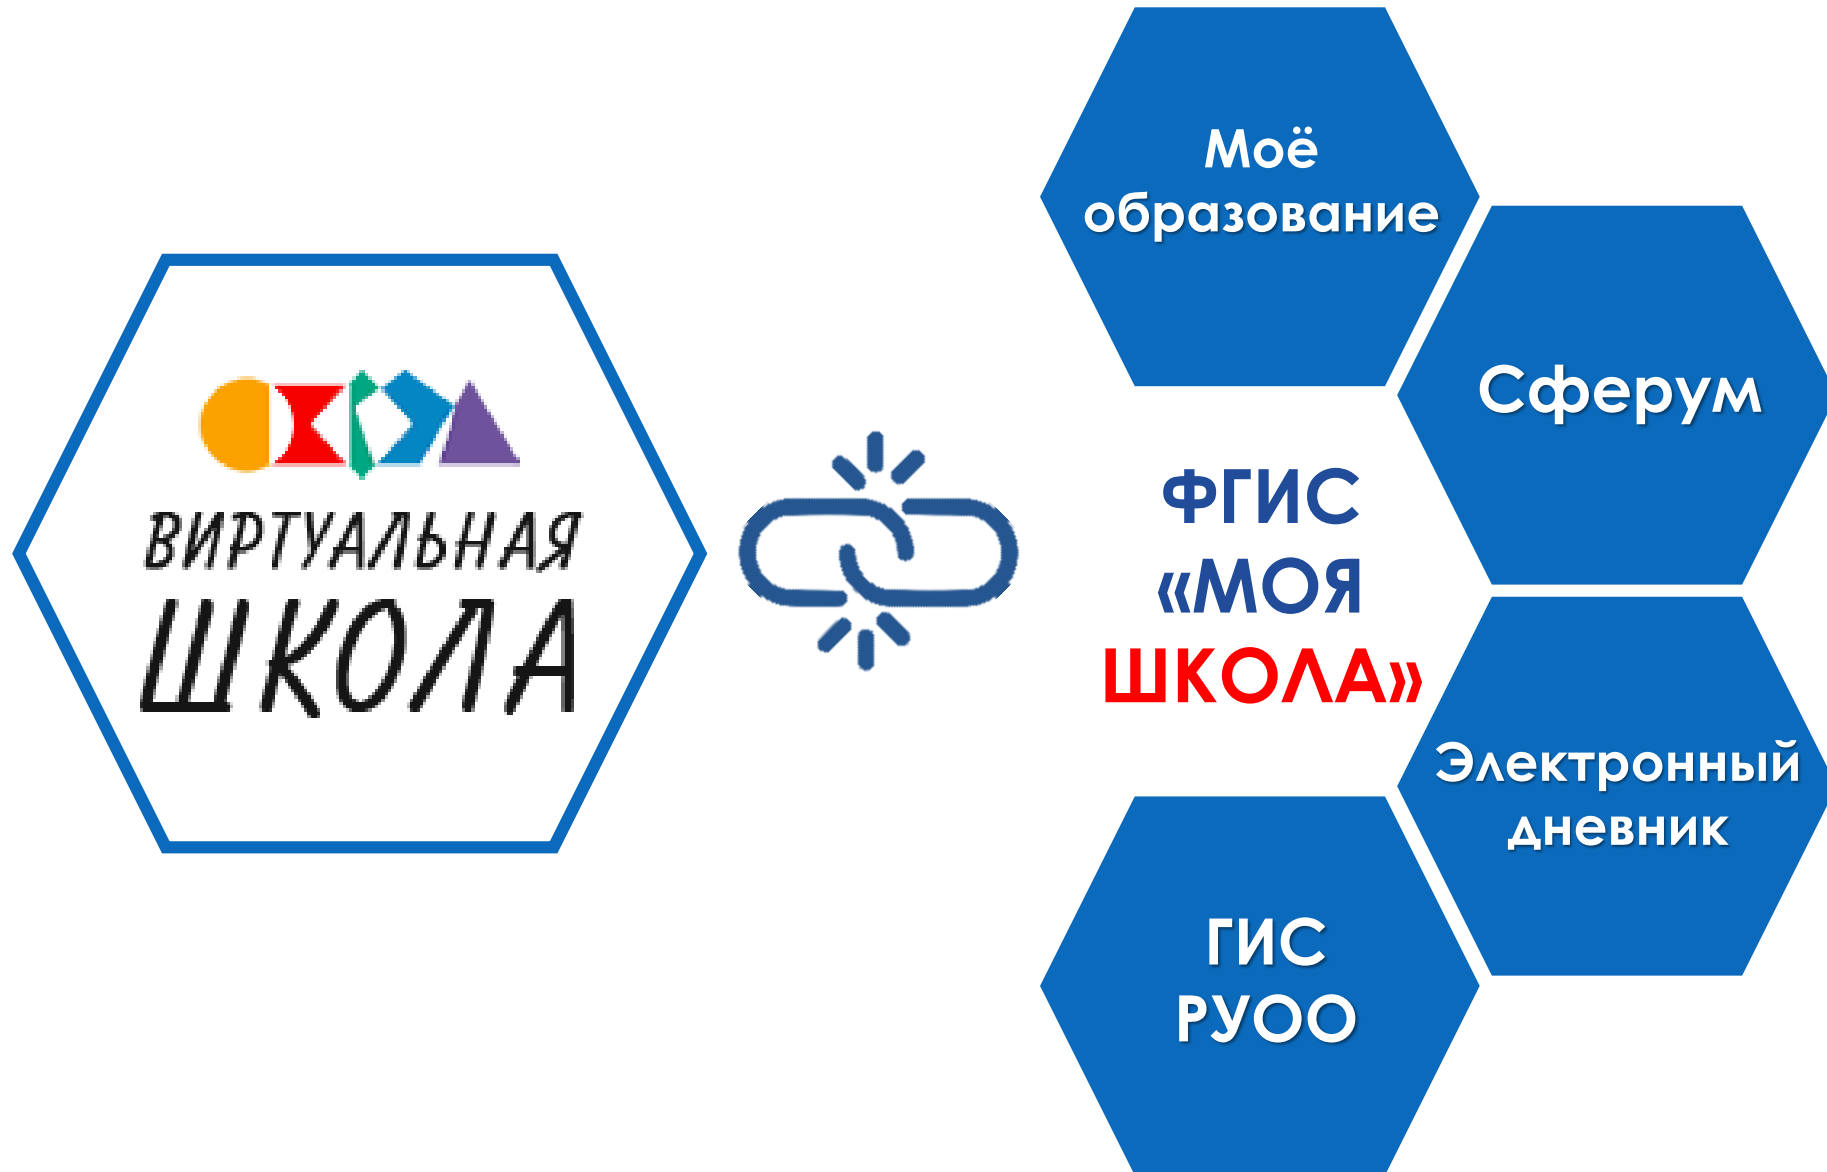 ВИРТУАЛЬНАЯ
ШКОЛА
Моё
образование
Сферум
ФГИС
«МОЯ
ШКОЛА»
Электронный
дневник
ГИС
РУОО